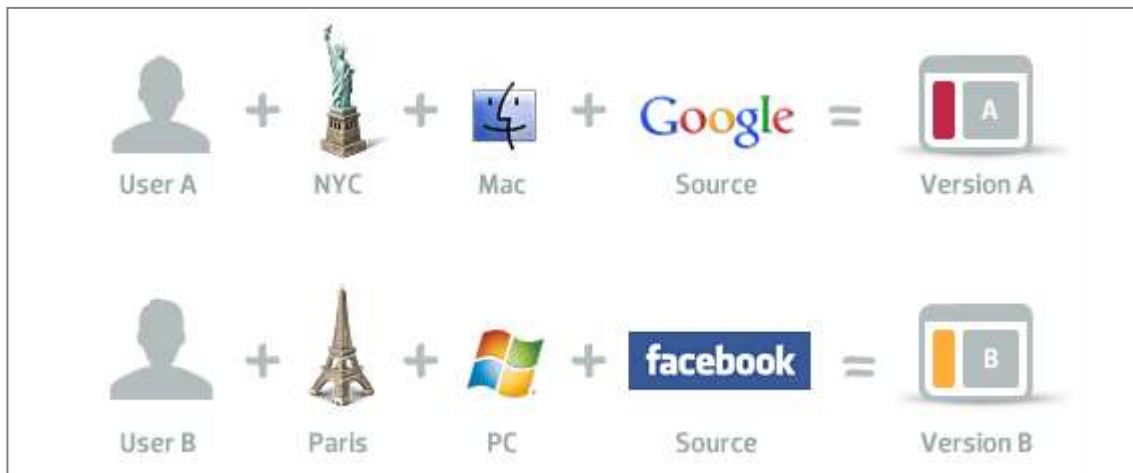 Google
A
User A NYC Mac Source Version A
facebook
B
User B Paris PC Source Version B